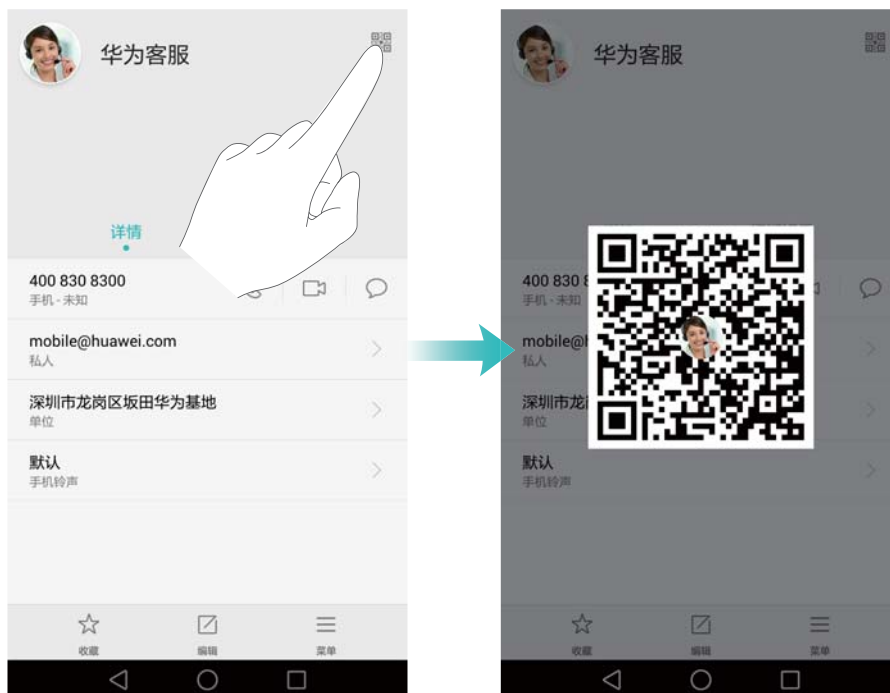 华为客服
详情
400 830 8300
手机 - 未知
mobile@huawei.com
私人
深圳市龙岗区坂田华为基地
单位
默认
手机铃声
收藏
编辑
菜单
华为客服
400 830 8
手机 - 未知
mobile@h
私人
深圳市龙
单位
默认
手机铃声
收藏
编辑
菜单